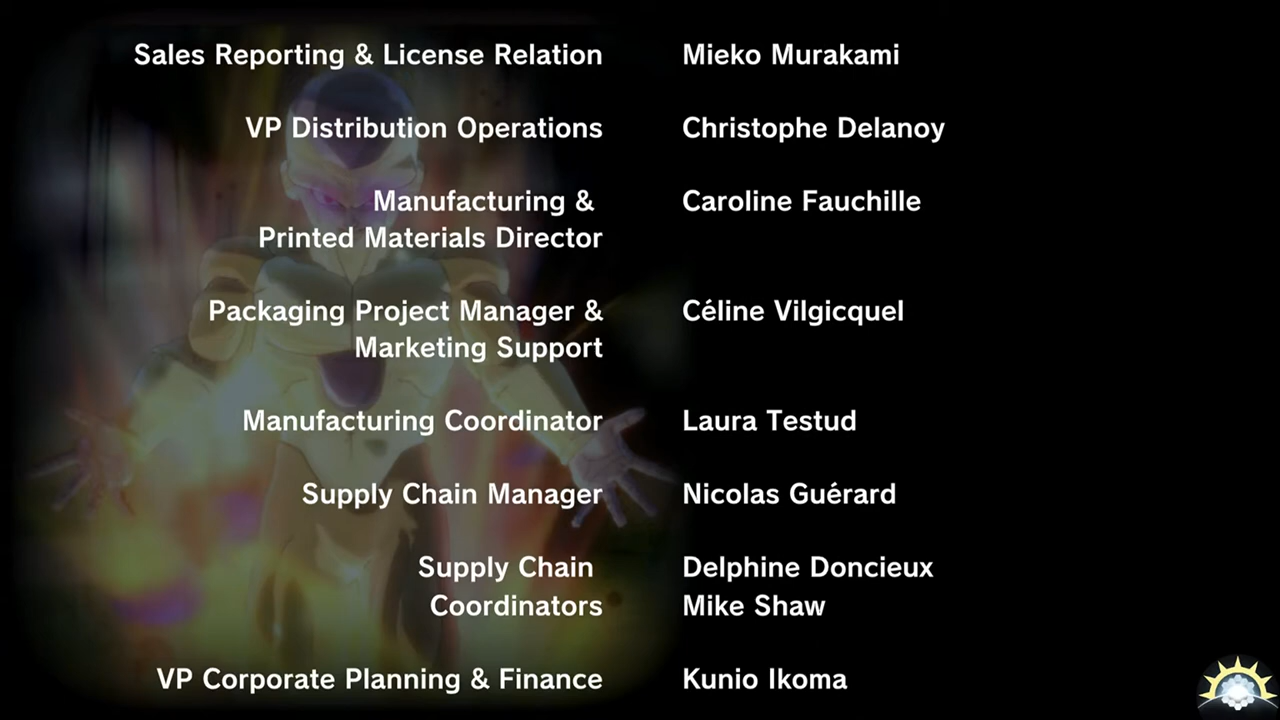 Sales Reporting & License Relation Mieko Murakami
VP Distribution Operations Christophe Delanoy
Manufacturing & Caroline Fauchille
Printed Materials Director
Packaging Project Manager & Céline Vilgicquel
Marketing Support
Manufacturing Coordinator Laura Testud
Supply Chain Manager Nicolas Guérard
Supply Chain Delphine Doncieux
Coordinators Mike Shaw
VP Corporate Planning & Finance Kunio Ikoma